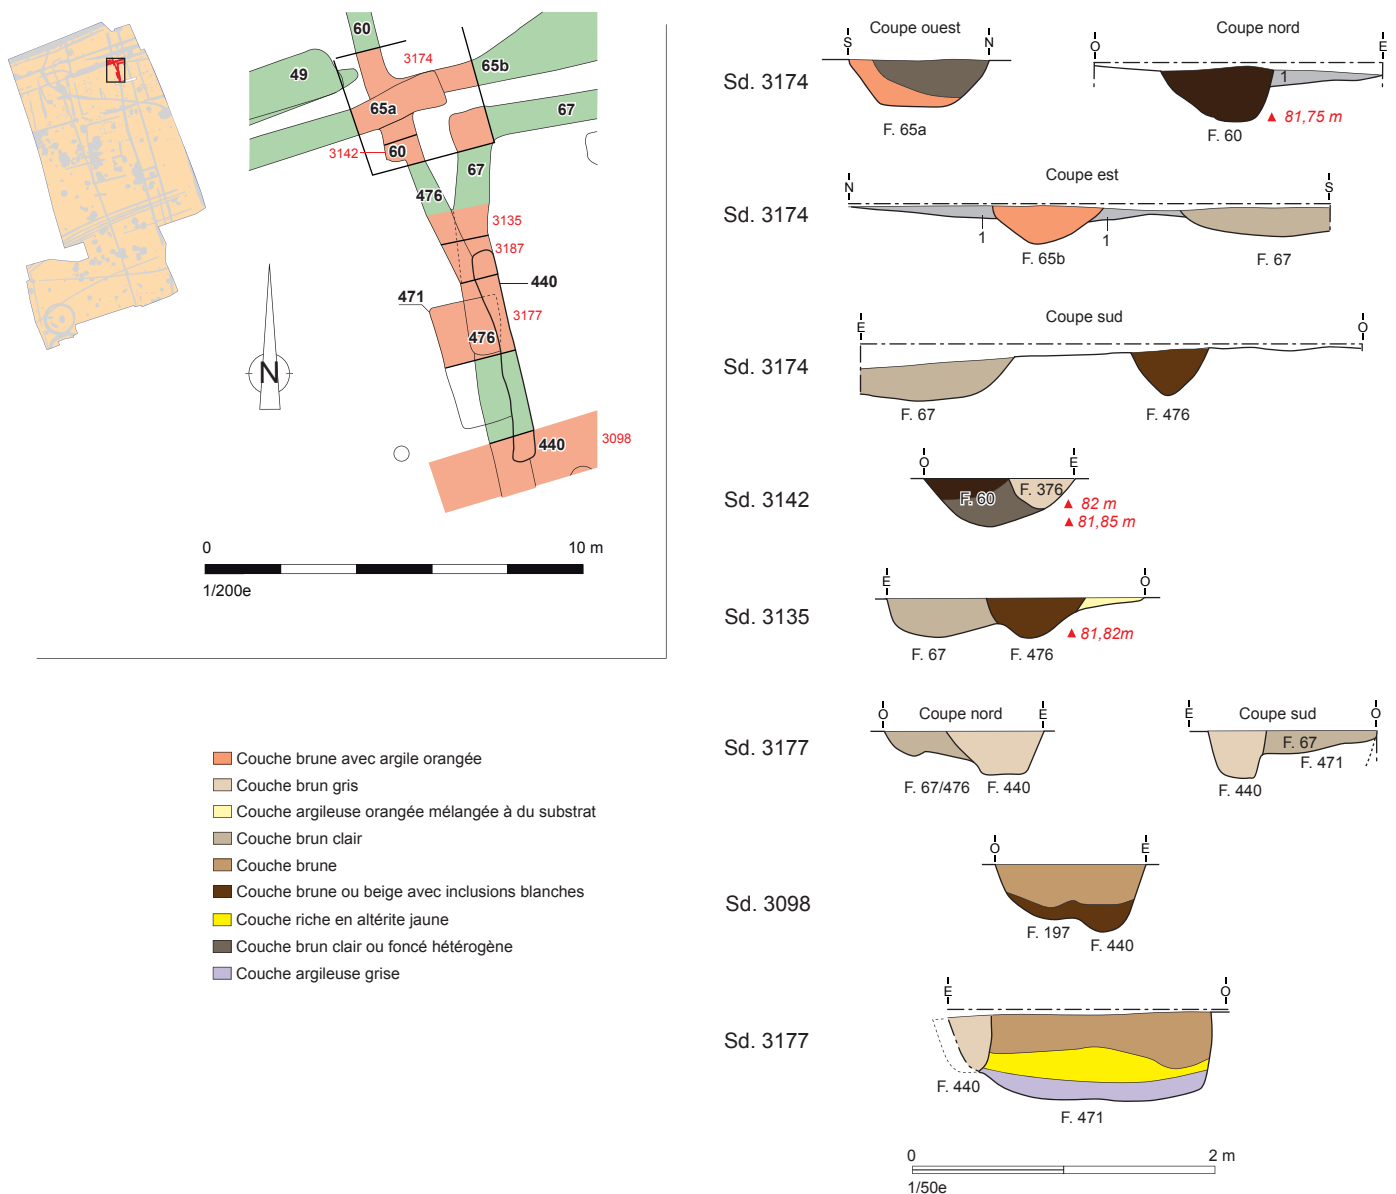 60
3174
49
65b
65a
67
3142
60
67
476
3135
3187
440
471
3177
476
440
3098
N
0 10 m
1/200e
Couche brune avec argile orangée
Couche brun gris
Couche argileuse orangée mélangée à du substrat
Couche brun clair
Couche brune
Couche brune ou beige avec inclusions blanches
Couche riche en altérite jaune
Couche brun clair ou foncé hétérogène
Couche argileuse grise
Coupe ouest
S N
Sd. 3174
F. 65a
Coupe nord
O E
1
81,75 m
F. 60
Coupe est
N S
Sd. 3174
1 1
F. 65b F. 67
Coupe sud
E O
Sd. 3174
F. 67 F. 476
O E
Sd. 3142
F. 60 F. 376
82 m
81,85 m
E O
Sd. 3135
81,82m
F. 67 F. 476
Coupe nord
O E
Sd. 3177
F. 67/476 F. 440
Coupe sud
E O
F. 67
F. 471
F. 440
O E
Sd. 3098
F. 197
F. 440
E O
Sd. 3177
F. 440
F. 471
0 2 m
1/50e